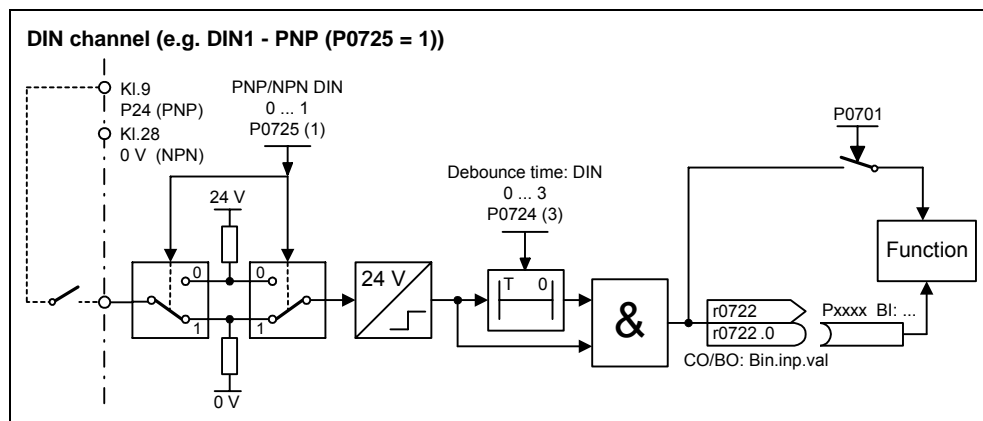 DIN channel (e.g. DIN1 - PNP (P0725 = 1))
Kl.9
P24 (PNP)
Kl.28
0 V (NPN)
PNP/NPN DIN
0 ... 1
P0725 (1)
P0701
Debounce time: DIN
0 ... 3
P0724 (3)
24 V
Function
0
0
24 V
T 0
1
1
&
r0722
r0722.0
Pxxxx BI: ...
CO/BO: Bin.inp.val
0 V